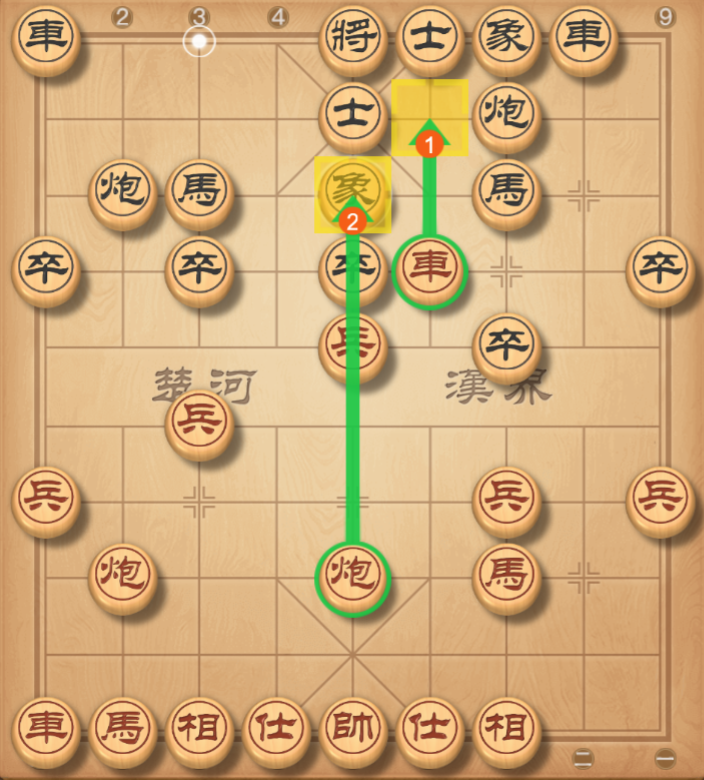 2 3 4 9
車 將 士 象 車
士 1 炮
炮 馬 象 2 馬
卒 卒 卒 車 卒
兵 卒
楚河 漢界
兵
兵 兵 兵
炮 炮 馬
車 馬 相 仕 帥 仕 相
二 一